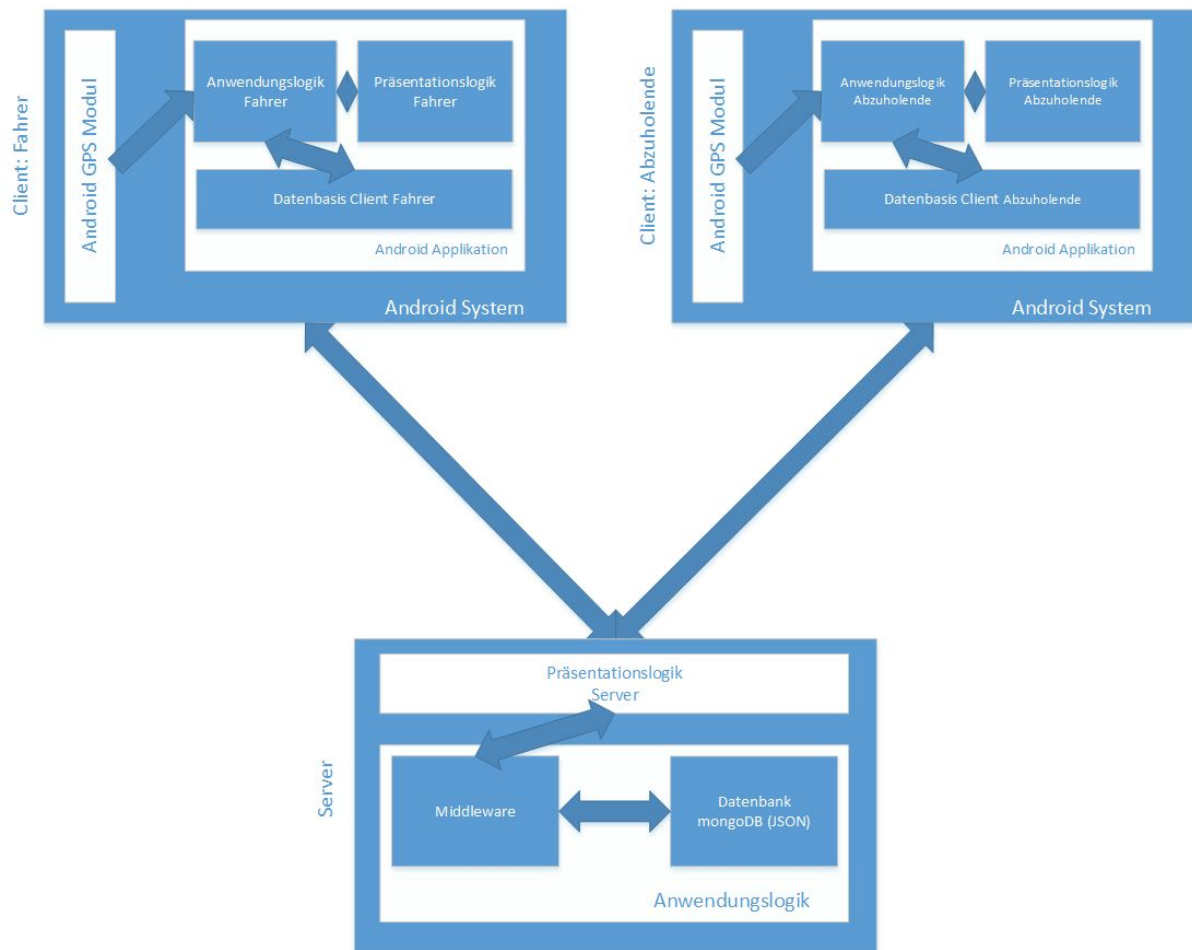 Client: Fahrer
Android GPS Modul
Anwendungslogik
Fahrer
Präsentationslogik
Fahrer
Datenbasis Client Fahrer
Android Applikation
Android System
Client: Abzuholende
Android GPS Modul
Anwendungslogik
Abzuholende
Präsentationslogik
Abzuholende
Datenbasis Client Abzuholende
Android Applikation
Android System
Server
Präsentationslogik
Server
Middleware
Datenbank
mongoDB (JSON)
Anwendungslogik